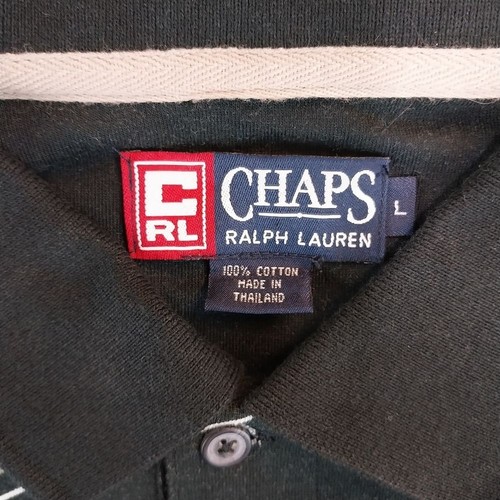 C
RL
CHAPS
RALPH LAUREN
L
100% COTTON
MADE IN
THAILAND